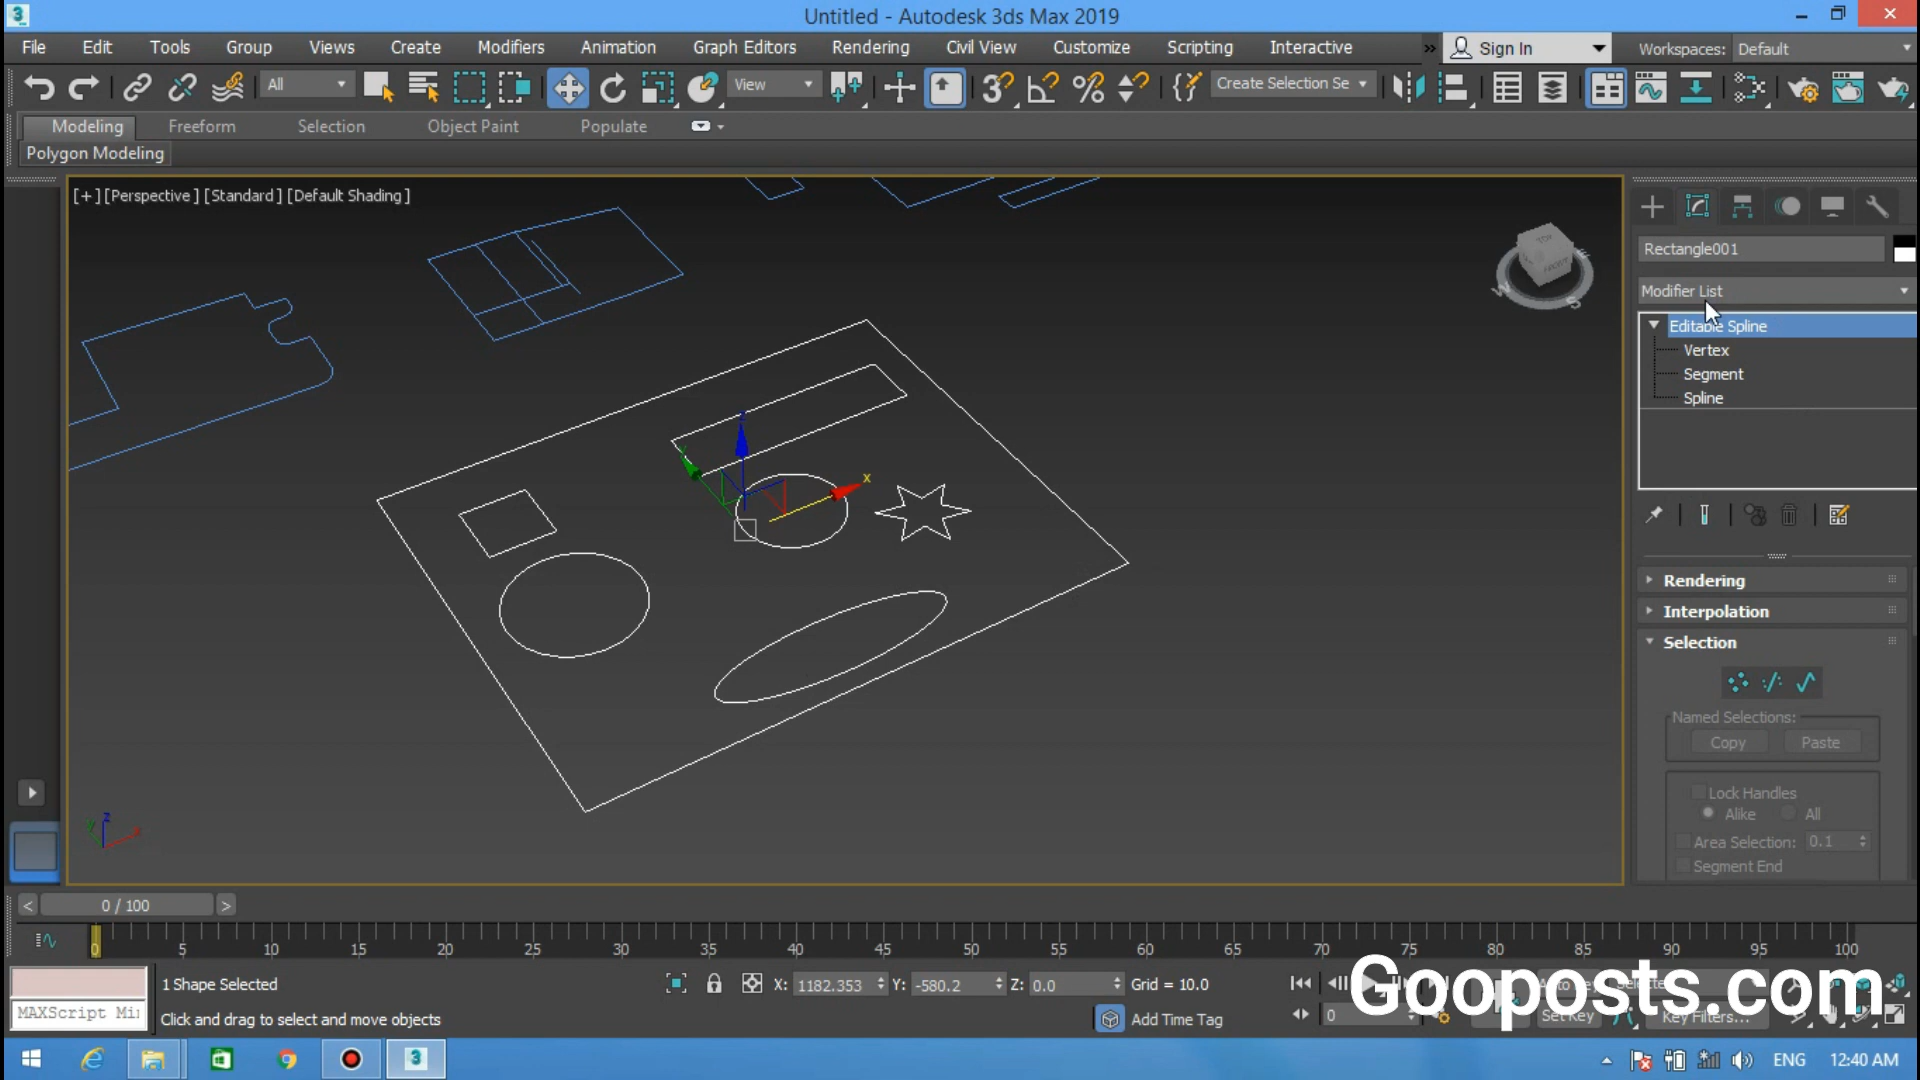 Untitled - Autodesk 3ds Max 2019
File Edit Tools Group Views Create Modifiers Animation Graph Editors Rendering Civil View Customize Scripting Interactive » Sign In Workspaces: Default
All View Create Selection Se
Modeling Freeform Selection Object Paint Populate
Polygon Modeling
[+] [Perspective] [Standard] [Default Shading]
Rectangle001
Modifier List
Editable Spline
Vertex
Segment
Spline
x
Rendering
Interpolation
Selection
Named Selections:
Copy Paste
Lock Handles
Alike All
Area Selection: 0.1
Segment End
W S
z
< 0 / 100 >
0 5 10 15 20 25 30 35 40 45 50 55 60 65 70 75 80 85 90 95 100
1 Shape Selected X: 1182.353 Y: -580.2 Z: 0.0 Grid = 10.0
MAXScript Mi
Click and drag to select and move objects Add Time Tag 0 Set Key Key Filters...
Gooposts.com
ENG 12:40 AM